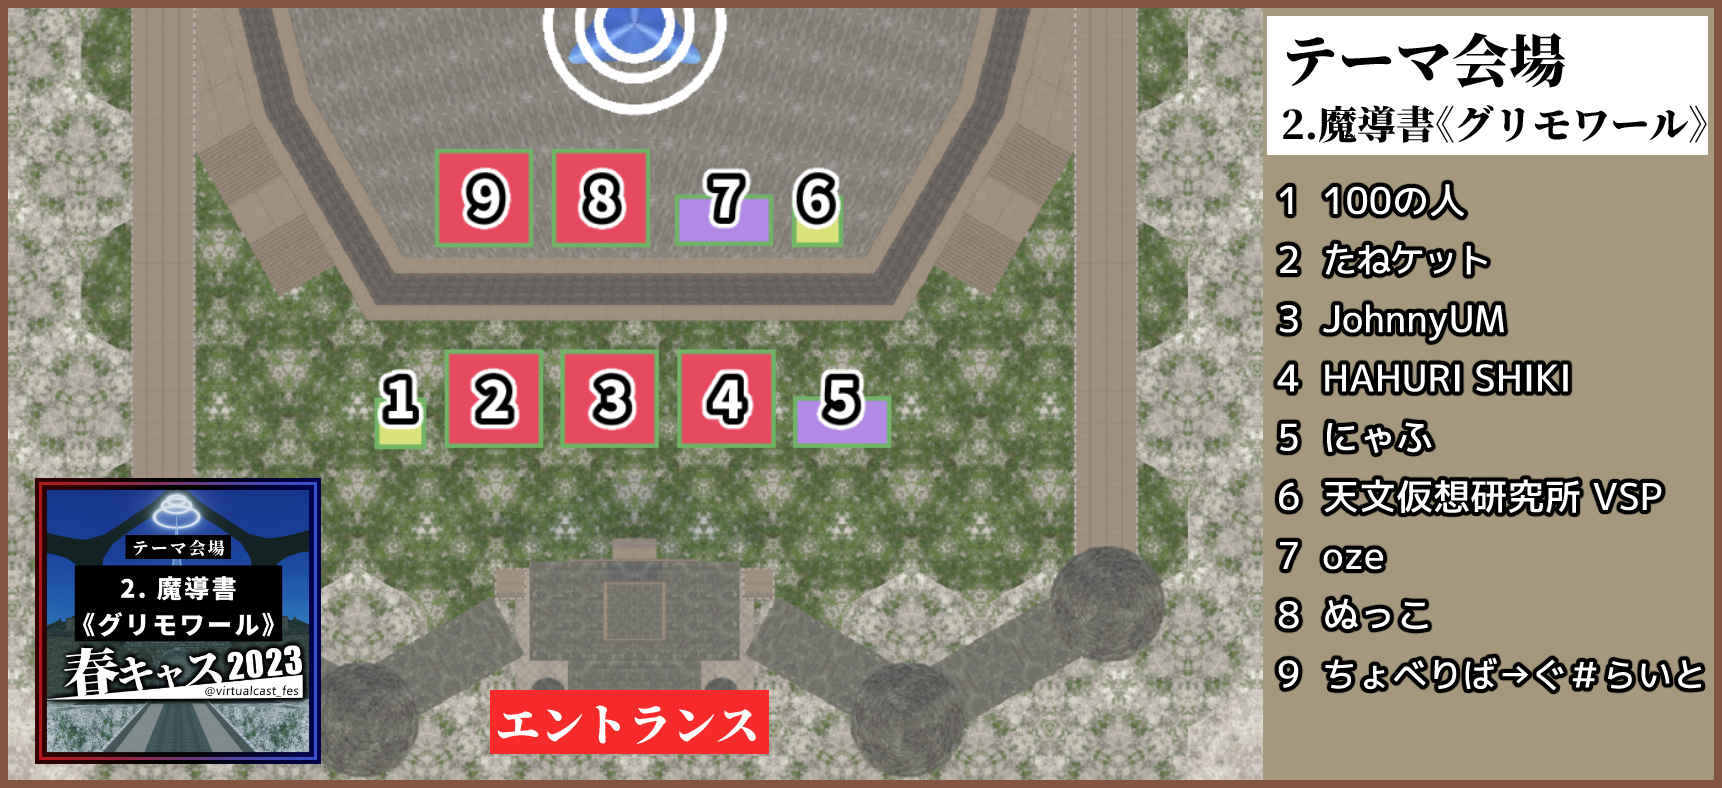 テーマ会場
2.魔導書《グリモワール》
1 100の人
2 たねケット
3 JohnnyUM
4 HAHURI SHIKI
5 にゃふ
6 天文仮想研究所 VSP
7 oze
8 ぬっこ
9 ちょべりば→ぐ#らいと
9 8 7 6
1 2 3 4 5
テーマ会場
2. 魔導書
《グリモワール》
春キャス2023
@virtualcast_fes
エントランス